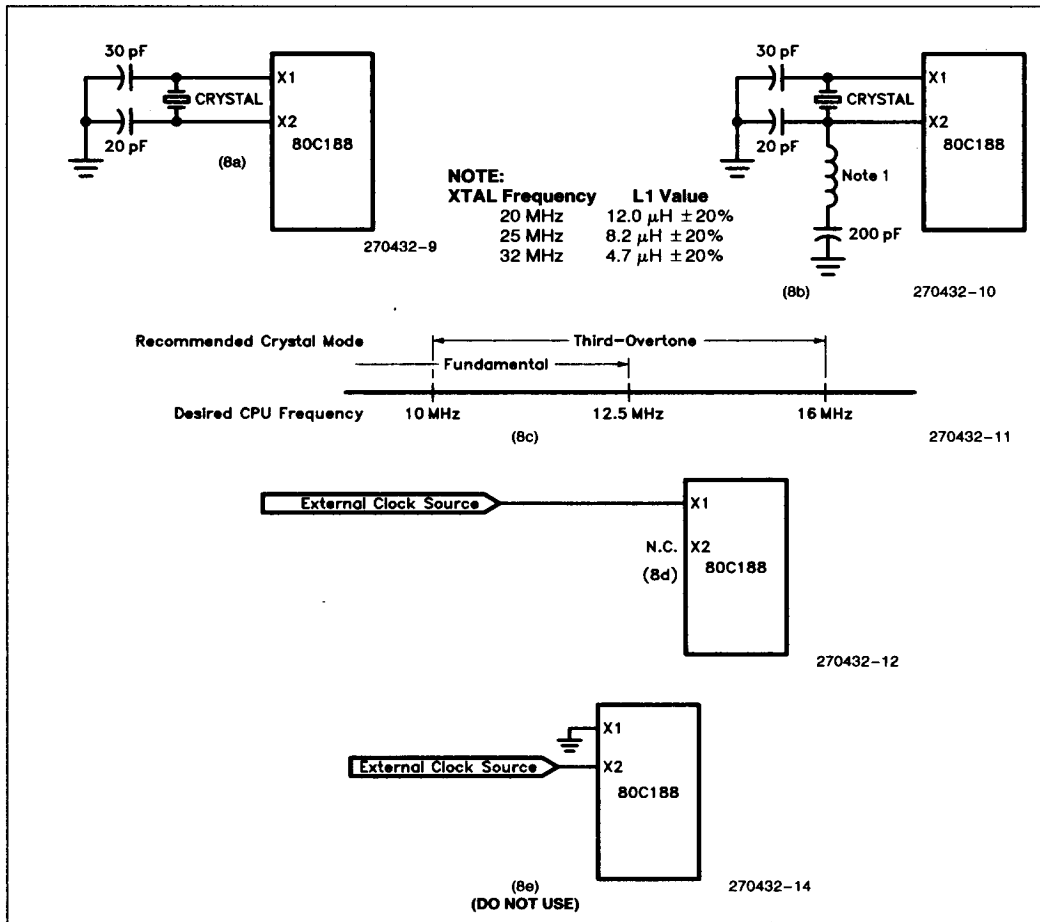 30 pF
X1
CRYSTAL
X2
20 pF
80C188
(8a)
270432-9
NOTE:
XTAL Frequency L1 Value
20 MHz 12.0 μH ±20%
25 MHz 8.2 μH ±20%
32 MHz 4.7 μH ±20%
30 pF
X1
CRYSTAL
X2
20 pF
80C188
Note 1
200 pF
(8b)
270432-10
Recommended Crystal Mode
Third-Overtone
Fundamental
Desired CPU Frequency
10 MHz 12.5 MHz 16 MHz
(8c)
270432-11
External Clock Source
X1
N.C. X2
(8d) 80C188
270432-12
X1
External Clock Source
X2
80C188
(8e)
270432-14
(DO NOT USE)